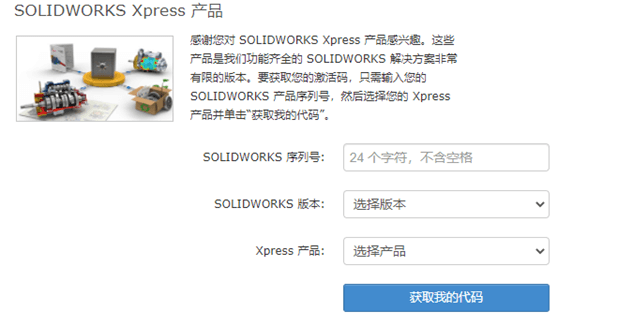 SOLIDWORKS Xpress 产品
感谢您对 SOLIDWORKS Xpress 产品感兴趣。这些
产品是我们功能齐全的 SOLIDWORKS 解决方案非常
有限的版本。要获取您的激活码，只需输入您的
SOLIDWORKS 产品序列号，然后选择您的 Xpress
产品并单击“获取我的代码”。
SOLIDWORKS 序列号: 24 个字符，不含空格
SOLIDWORKS 版本: 选择版本
Xpress 产品: 选择产品
获取我的代码